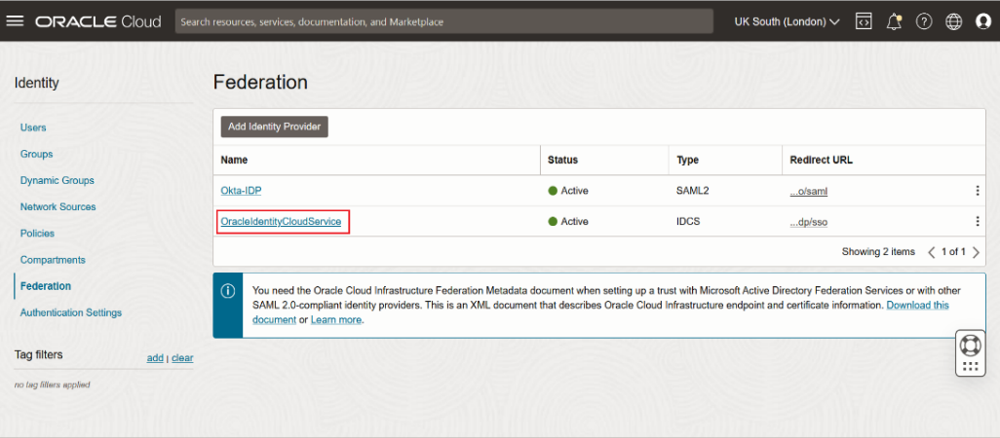 ORACLE Cloud
Search resources, services, documentation, and Marketplace
UK South (London)
Identity
Users
Groups
Dynamic Groups
Network Sources
Policies
Compartments
Federation
Authentication Settings
Tag filters add | clear
no tag filters applied
Federation
Add Identity Provider
Name Status Type Redirect URL
Okta-IDP Active SAML2 ...o/saml
OracleIdentityCloudService Active IDCS ...dp/sso
Showing 2 items 1 of 1
You need the Oracle Cloud Infrastructure Federation Metadata document when setting up a trust with Microsoft Active Directory Federation Services or with other
SAML 2.0-compliant identity providers. This is an XML document that describes Oracle Cloud Infrastructure endpoint and certificate information. Download this
document or Learn more.